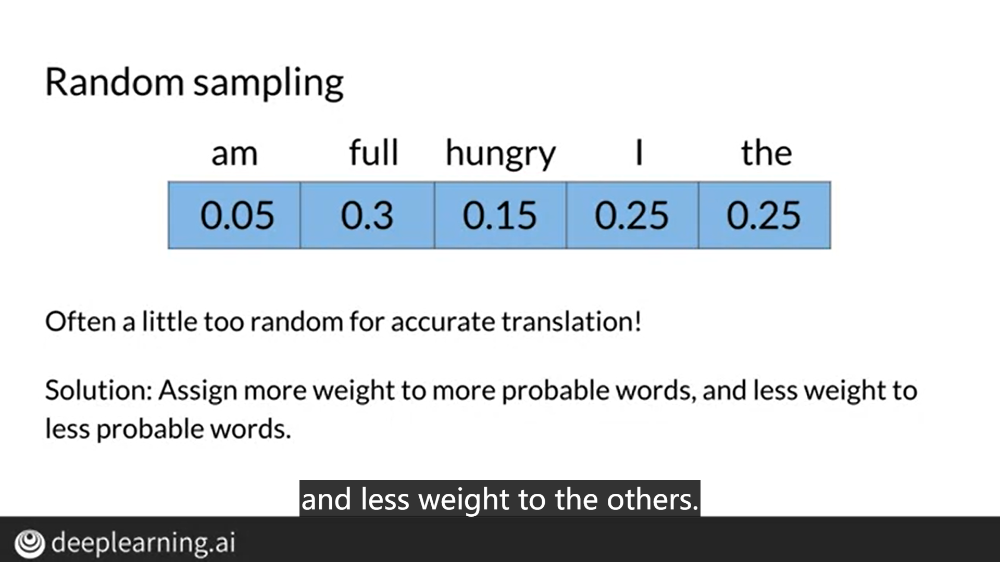 Random sampling
am full hungry I the
0.05 0.3 0.15 0.25 0.25
Often a little too random for accurate translation!
Solution: Assign more weight to more probable words, and less weight to
less probable words.
and less weight to the others.
deeplearning.ai